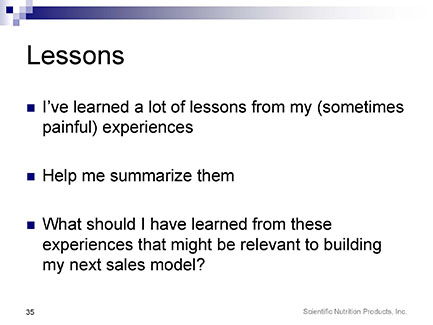 Lessons
I've learned a lot of lessons from my (sometimes
painful) experiences
Help me summarize them
What should I have learned from these
experiences that might be relevant to building
my next sales model?
35
Scientific Nutrition Products, Inc.